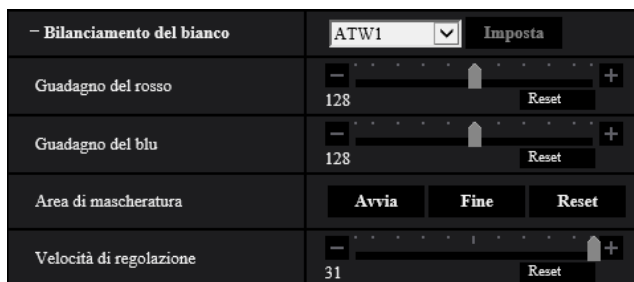 − Bilanciamento del bianco ATW1 Imposta
Guadagno del rosso − +
128 Reset
Guadagno del blu − +
128 Reset
Area di mascheratura Avvia Fine Reset
Velocità di regolazione − +
31 Reset